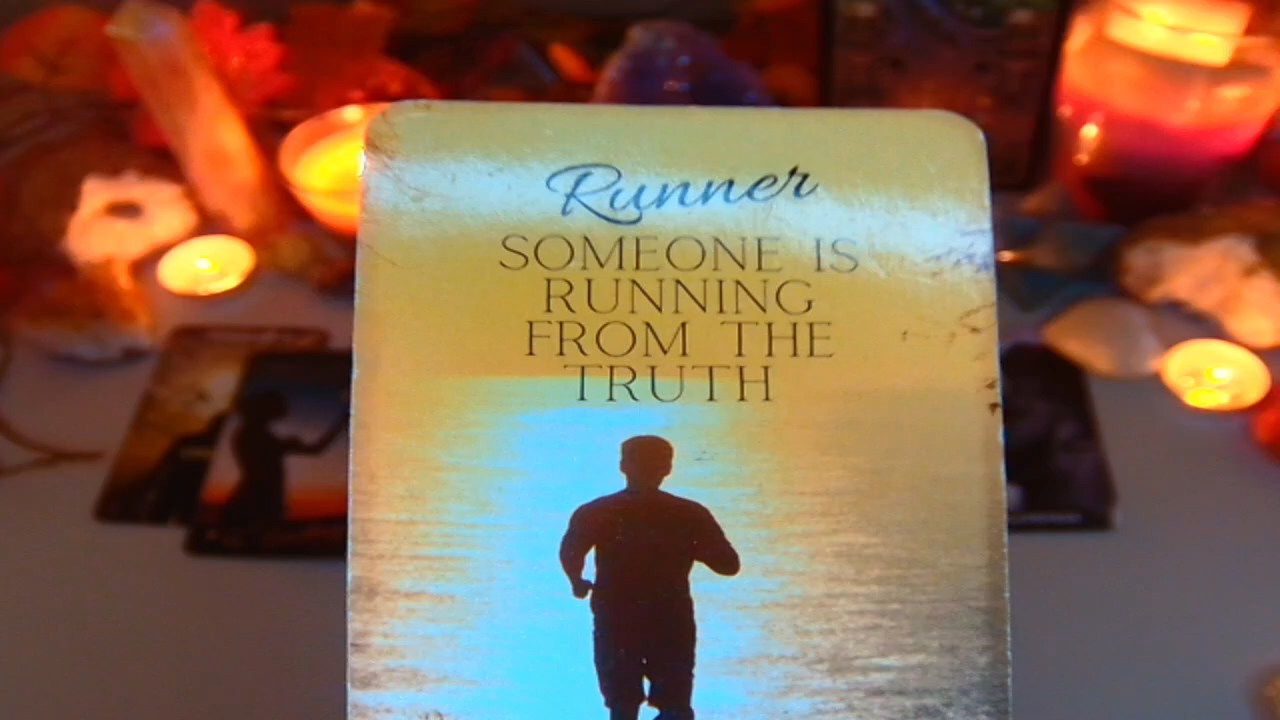 Runner
SOMEONE IS
RUNNING
FROM THE
TRUTH